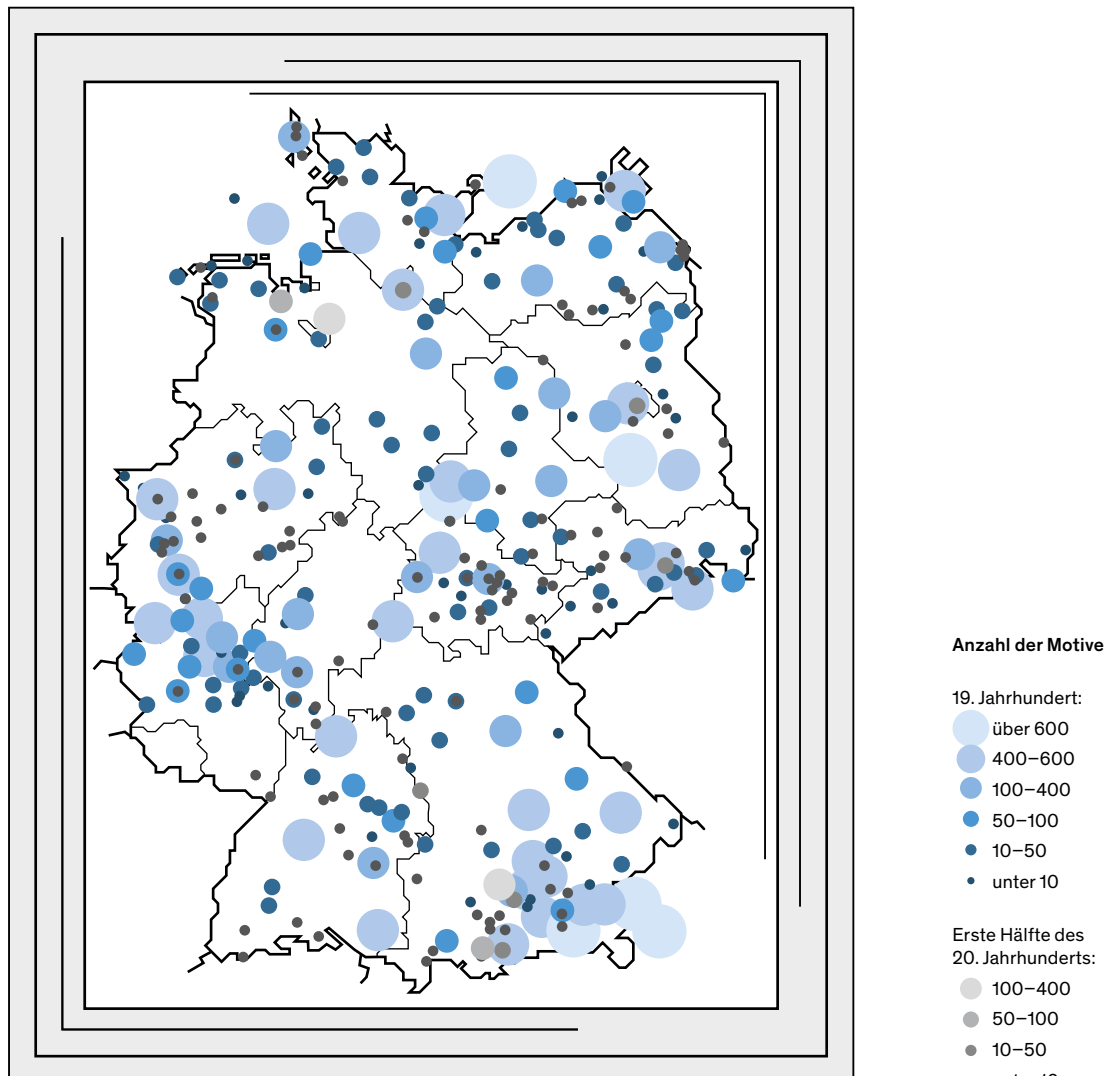 Anzahl der Motive
19. Jahrhundert:
über 600
400–600
100–400
50–100
10–50
unter 10
Erste Hälfte des
20. Jahrhunderts:
100–400
50–100
10–50